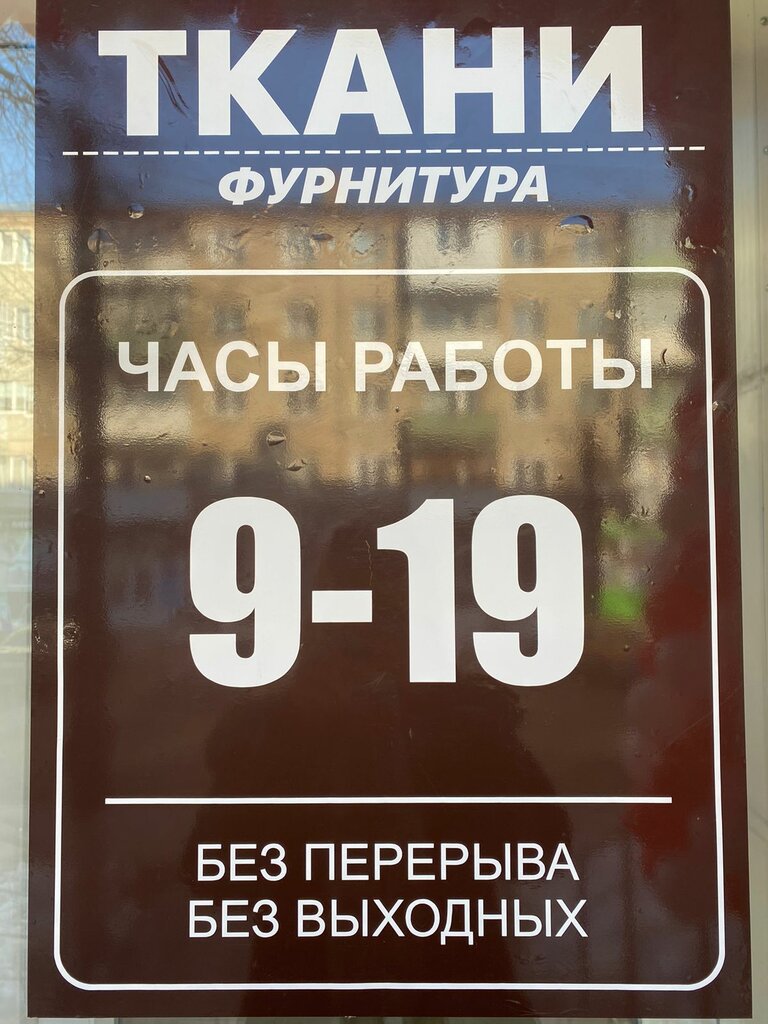 ТКАНИ
ФУРНИТУРА
ЧАСЫ РАБОТЫ
9-19
БЕЗ ПЕРЕРЫВА
БЕЗ ВЫХОДНЫХ